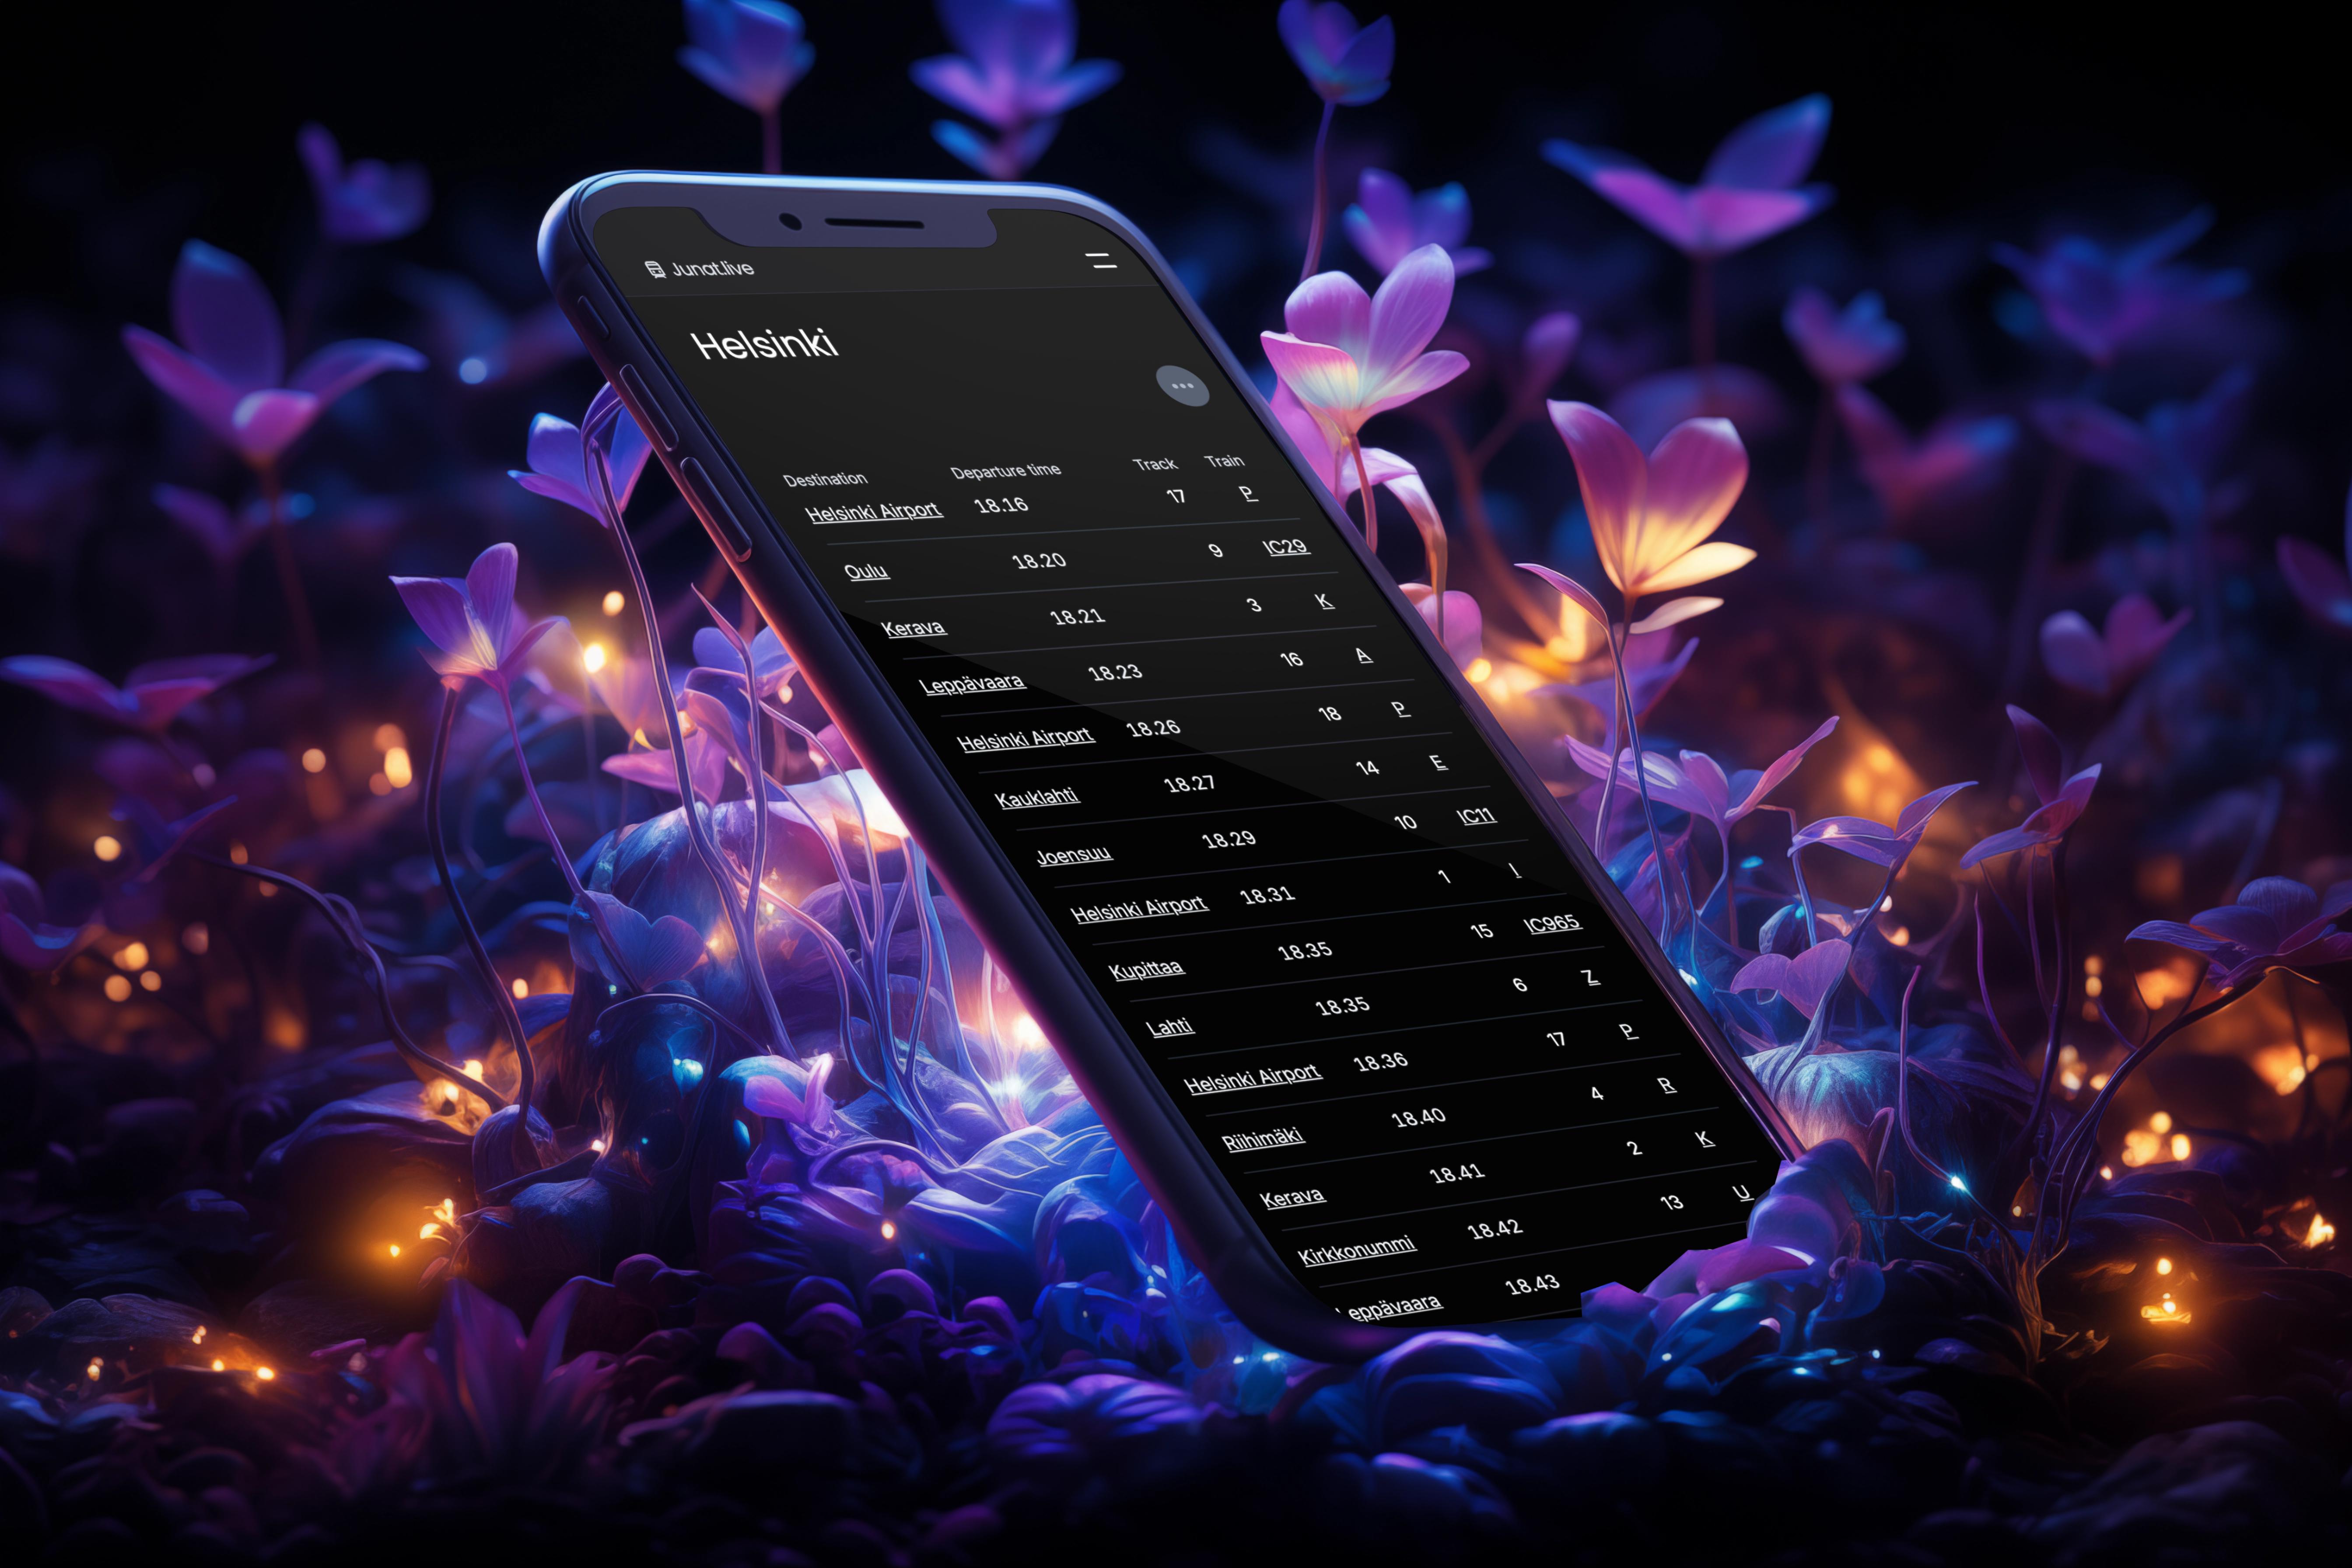 Junat.live
Helsinki
Destination Departure time Track Train
Helsinki Airport 18.16 17 P
Oulu 18.20 9 IC29
Kerava 18.21 3 K
Leppävaara 18.23 16 A
Helsinki Airport 18.26 18 P
Kauklahti 18.27 14 E
Joensuu 18.29 10 IC11
Helsinki Airport 18.31 1 I
Kupittaa 18.35 15 IC965
Lahti 18.35 6 Z
Helsinki Airport 18.36 17 P
Riihimäki 18.40 4 R
Kerava 18.41 2 K
Kirkkonummi 18.42 13 U
Leppävaara 18.43